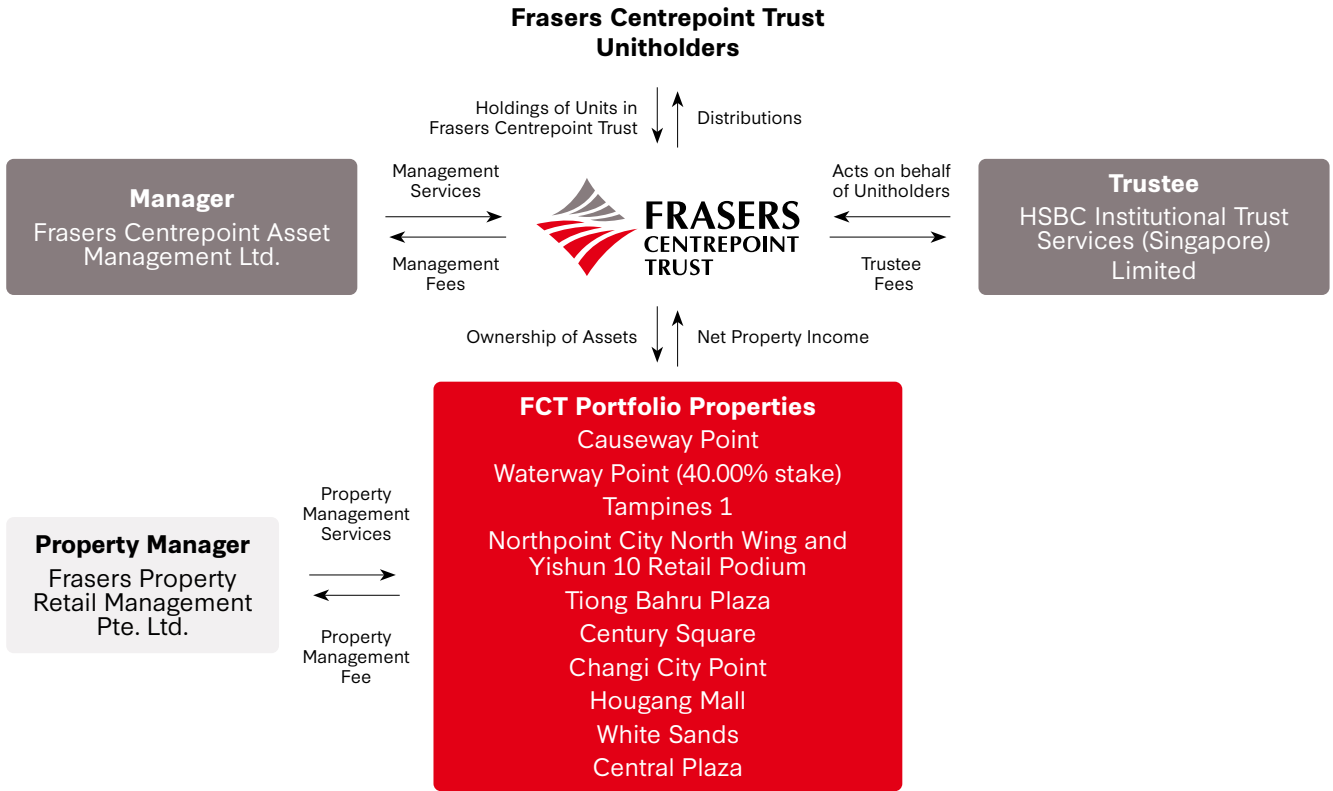 Frasers Centrepoint Trust
Unitholders
Holdings of Units in
Frasers Centrepoint Trust
Distributions
Manager
Frasers Centrepoint Asset
Management Ltd.
Management
Services
Management
Fees
FRASERS
CENTREPOINT
TRUST
Acts on behalf
of Unitholders
Trustee
Fees
Trustee
HSBC Institutional Trust
Services (Singapore)
Limited
Ownership of Assets
Net Property Income
FCT Portfolio Properties
Causeway Point
Waterway Point (40.00% stake)
Tampines 1
Northpoint City North Wing and
Yishun 10 Retail Podium
Tiong Bahru Plaza
Century Square
Changi City Point
Hougang Mall
White Sands
Central Plaza
Property Manager
Frasers Property
Retail Management
Pte. Ltd.
Property
Management
Services
Property
Management
Fee